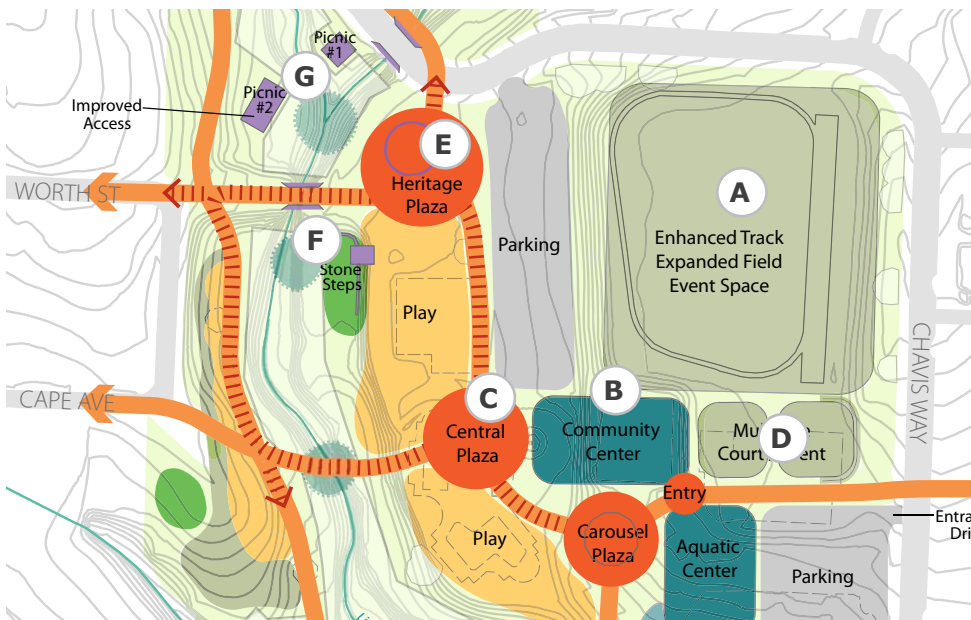 Picnic
#1
G
Picnic
#2
Improved
Access
E
Heritage
Plaza
WORTH ST
A
Enhanced Track
Expanded Field
Event Space
F
Stone
Steps
Parking
Play
CHAVIS WAY
CAPE AVE
C
Central
Plaza
B
Community
Center
D
Court
Entry
Play
Carousel
Plaza
Aquatic
Center
Parking